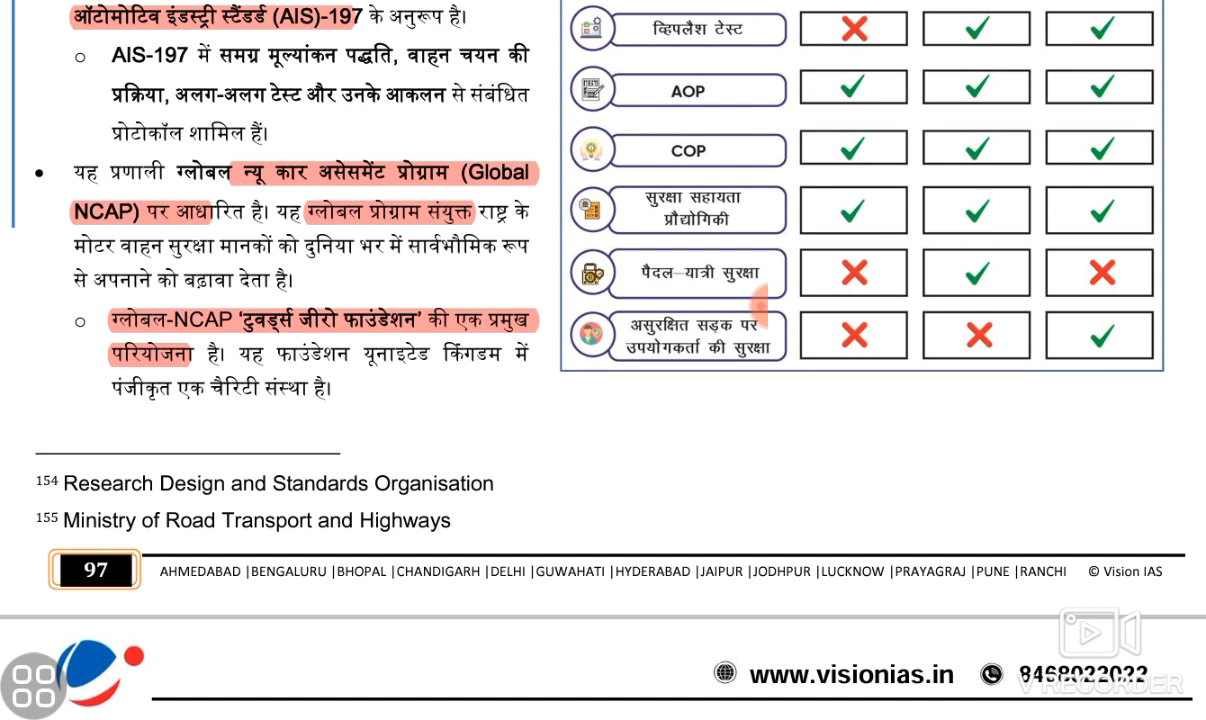 ऑटोमोटिव इंडस्ट्री स्टैंडर्ड (AIS)-197 के अनुरूप है।
○ AIS-197 में समग्र मूल्यांकन पद्धति, वाहन चयन की
प्रक्रिया, अलग-अलग टेस्ट और उनके आकलन से संबंधित
प्रोटोकॉल शामिल हैं।
• यह प्रणाली ग्लोबल न्यू कार असेसमेंट प्रोग्राम (Global
NCAP) पर आधारित है। यह ग्लोबल प्रोग्राम संयुक्त राष्ट्र के
मोटर वाहन सुरक्षा मानकों को दुनिया भर में सार्वभौमिक रूप
से अपनाने को बढ़ावा देता है।
○ ग्लोबल-NCAP ‘टुवर्ड्स जीरो फाउंडेशन’ की एक प्रमुख
परियोजना है। यह फाउंडेशन यूनाइटेड किंगडम में
पंजीकृत एक चैरिटी संस्था है।
व्हिपलैश टेस्ट
AOP
COP
सुरक्षा सहायता
प्रौद्योगिकी
पैदल–यात्री सुरक्षा
असुरक्षित सड़क पर
उपयोगकर्ता की सुरक्षा
154 Research Design and Standards Organisation
155 Ministry of Road Transport and Highways
97 AHMEDABAD |BENGALURU |BHOPAL |CHANDIGARH |DELHI |GUWAHATI |HYDERABAD |JAIPUR |JODHPUR |LUCKNOW |PRAYAGRAJ |PUNE |RANCHI © Vision IAS
www.visionias.in 8468022022
V RECORDER